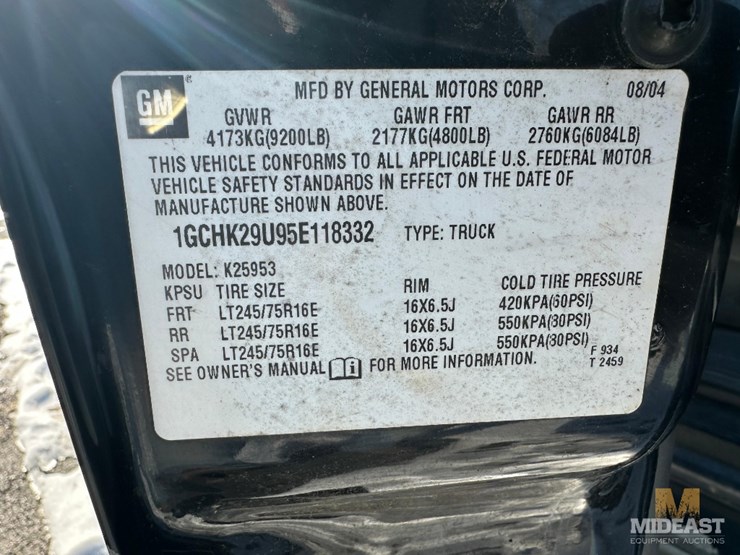 GM
MFD BY GENERAL MOTORS CORP. 08/04
GVWR GAWR FRT GAWR RR
4173KG(9200LB) 2177KG(4800LB) 2760KG(6084LB)
THIS VEHICLE CONFORMS TO ALL APPLICABLE U.S. FEDERAL MOTOR
VEHICLE SAFETY STANDARDS IN EFFECT ON THE DATE OF
MANUFACTURE SHOWN ABOVE.
1GCHK29U95E118332 TYPE: TRUCK
MODEL: K25953
KPSU TIRE SIZE RIM COLD TIRE PRESSURE
FRT LT245/75R16E 16X6.5J 420KPA(60PSI)
RR LT245/75R16E 16X6.5J 550KPA(80PSI)
SPA LT245/75R16E 16X6.5J 550KPA(80PSI)
SEE OWNER'S MANUAL i FOR MORE INFORMATION.
F 934
T 2459
M
MIDEAST
EQUIPMENT AUCTIONS